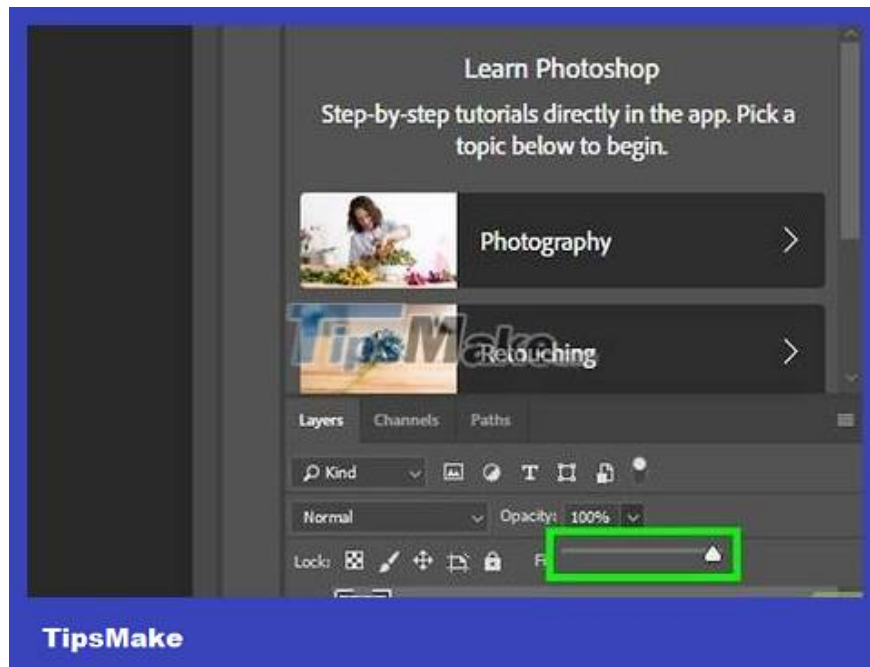 Learn Photoshop
Step-by-step tutorials directly in the app. Pick a
topic below to begin.
Photography
TipsMake
Retouching
Layers Channels Paths
Kind T
Normal Opacity: 100%
Lock: F
TipsMake